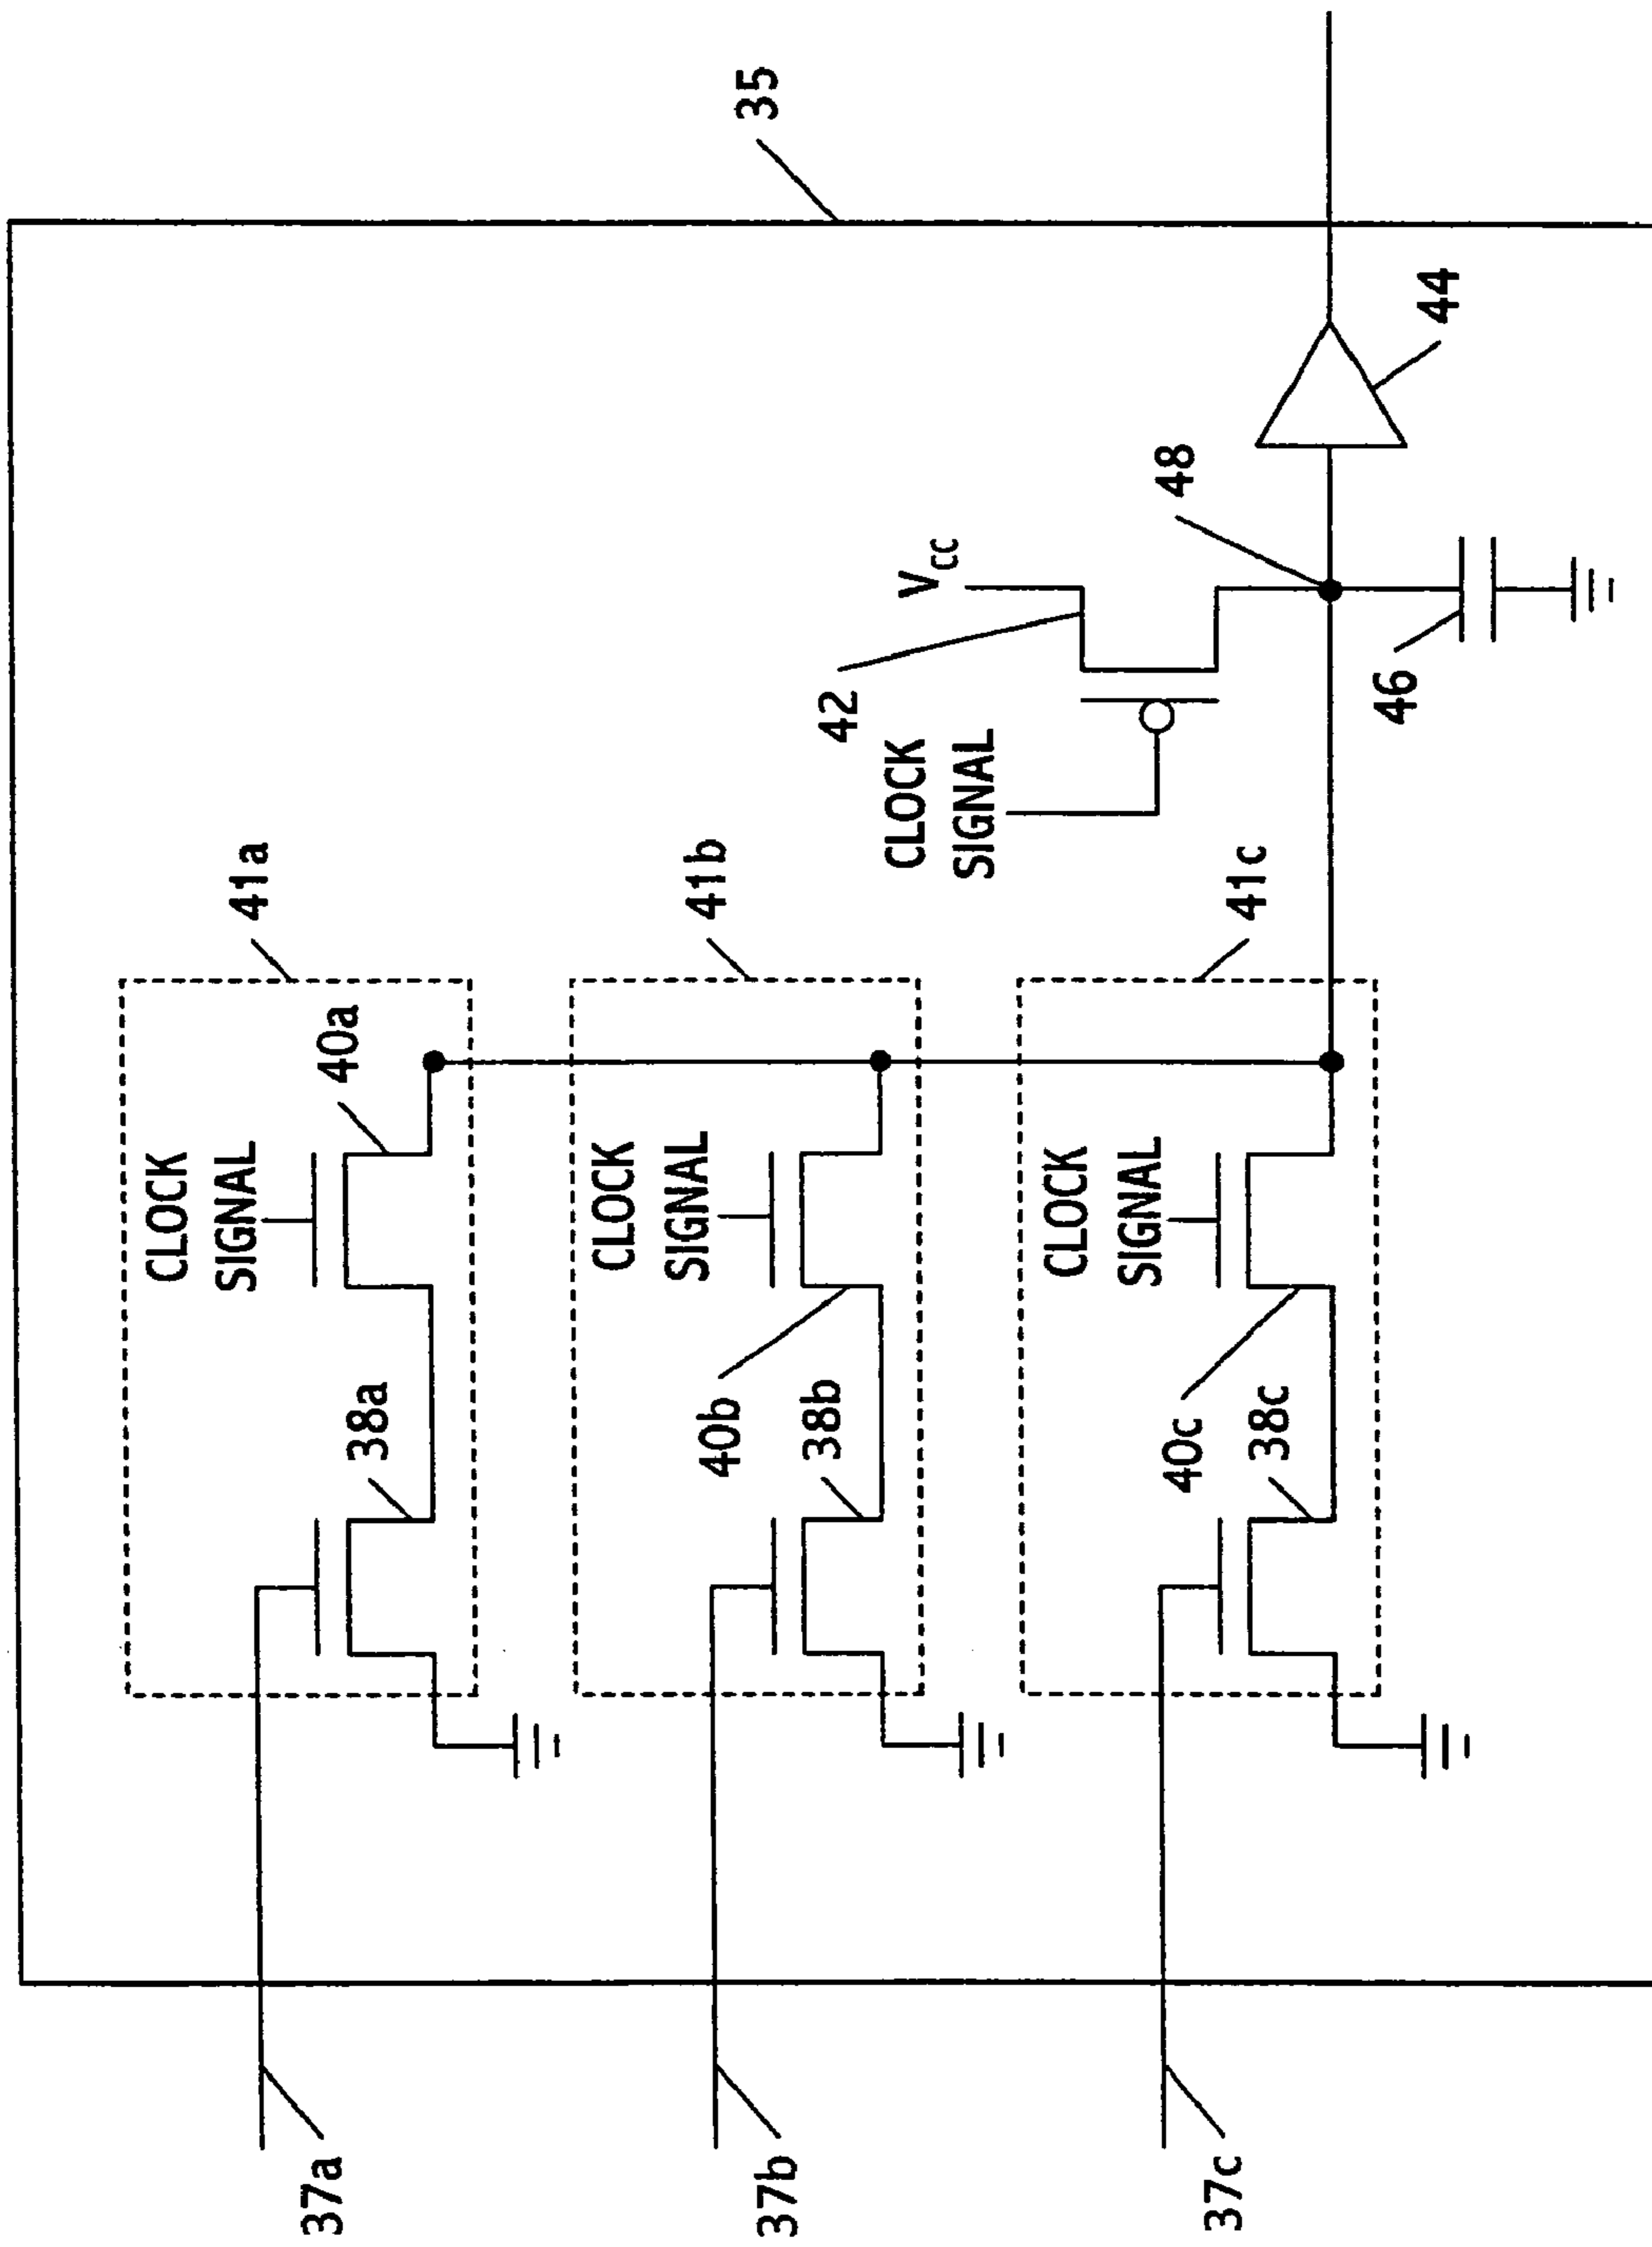 35
41a
CLOCK
SIGNAL
40a
38a
37a
41b
CLOCK
SIGNAL
40b
38b
37b
41c
CLOCK
SIGNAL
40c
38c
37c
VCC
42
CLOCK
SIGNAL
48
44
46